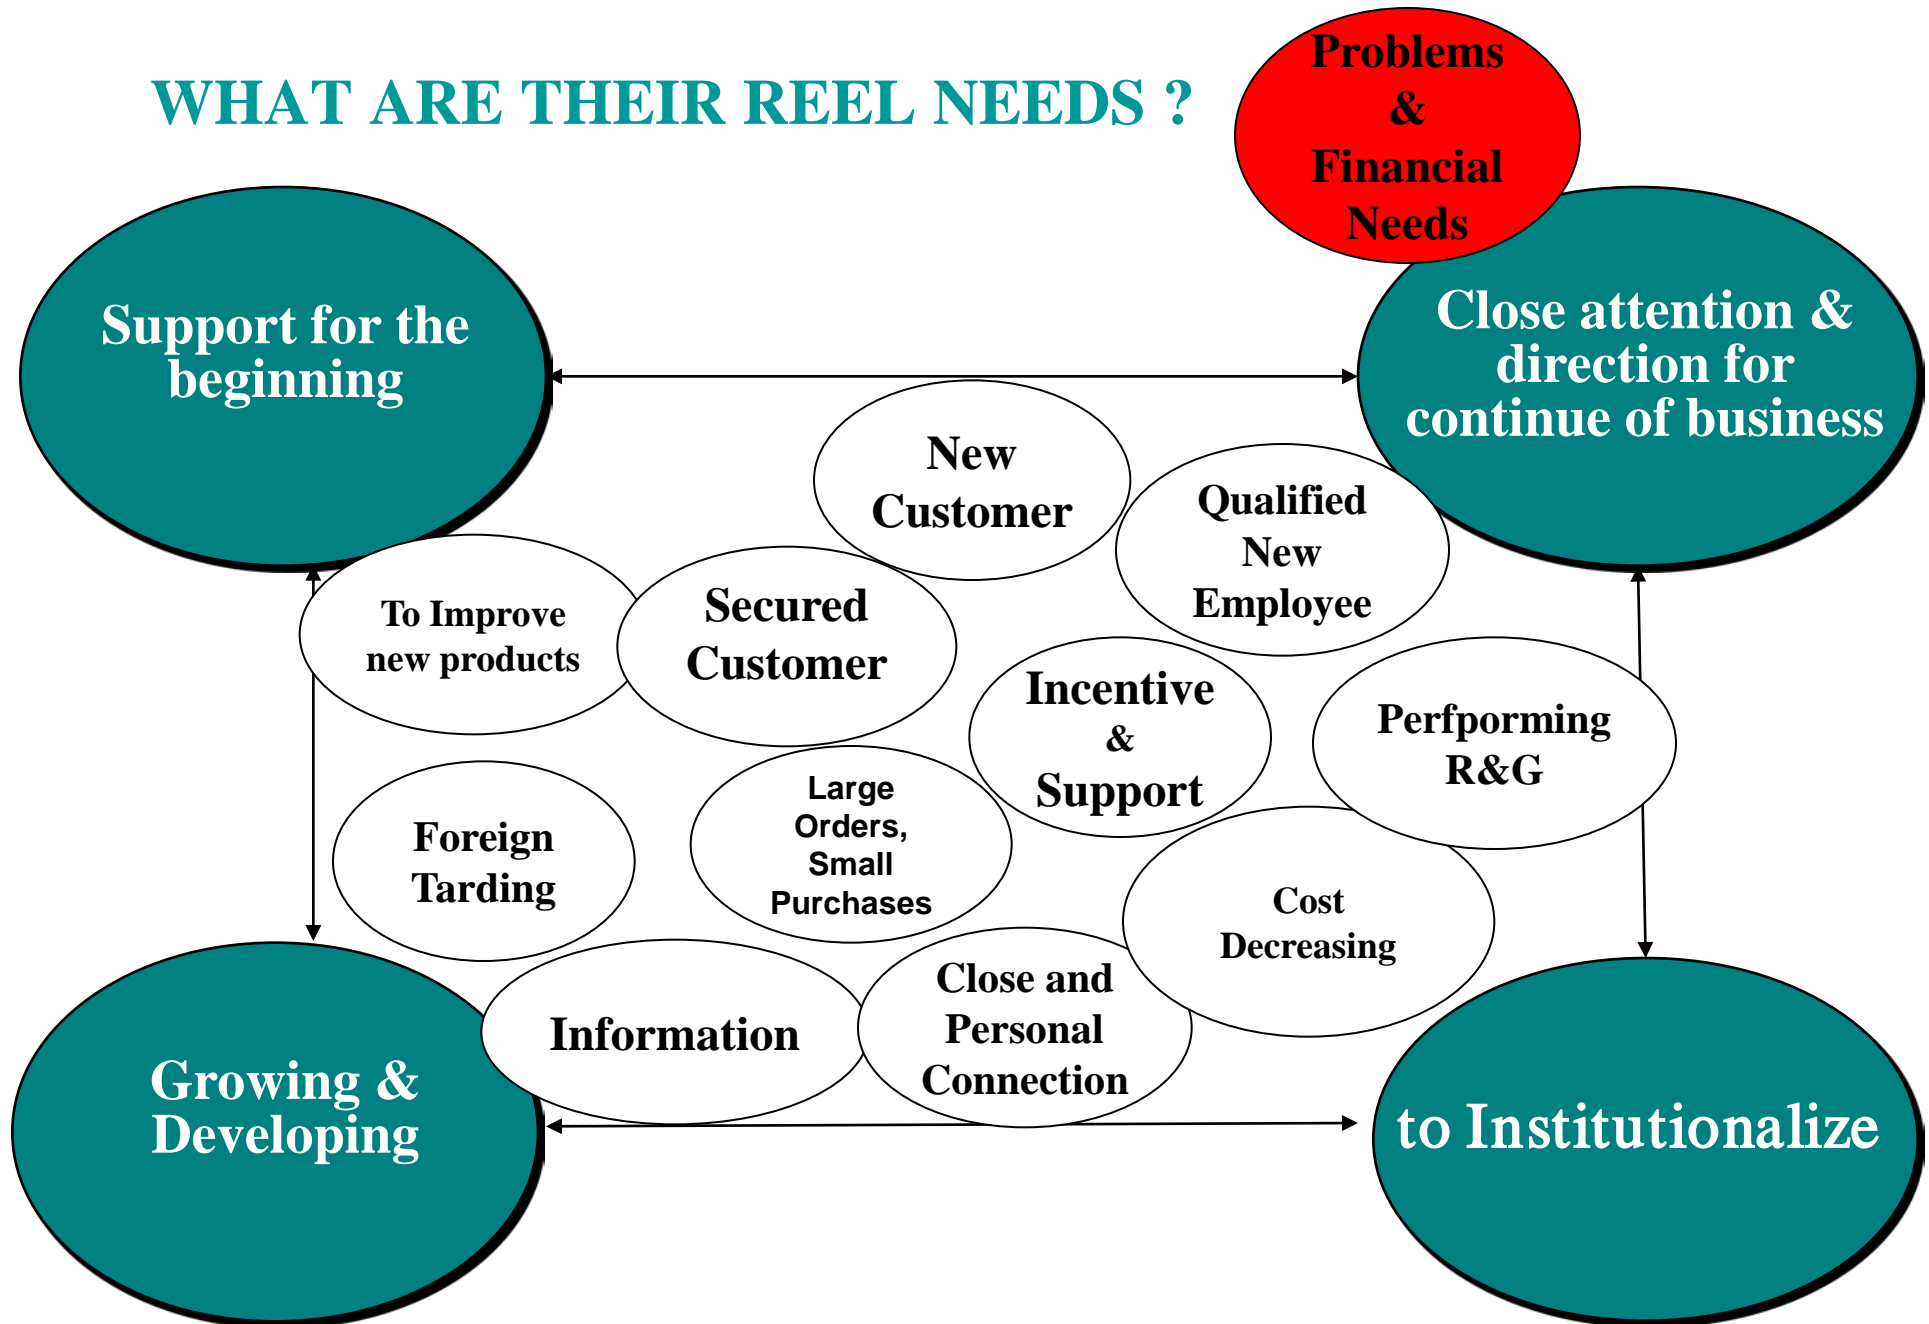 WHAT ARE THEIR REEL NEEDS ?
Problems
&
Financial
Needs
Support for the
beginning
Close attention &
direction for
continue of business
New
Customer
Qualified
New
Employee
To Improve
new products
Secured
Customer
Incentive
&
Support
Perfporming
R&G
Foreign
Tarding
Large
Orders,
Small
Purchases
Cost
Decreasing
Information
Close and
Personal
Connection
Growing &
Developing
to Institutionalize